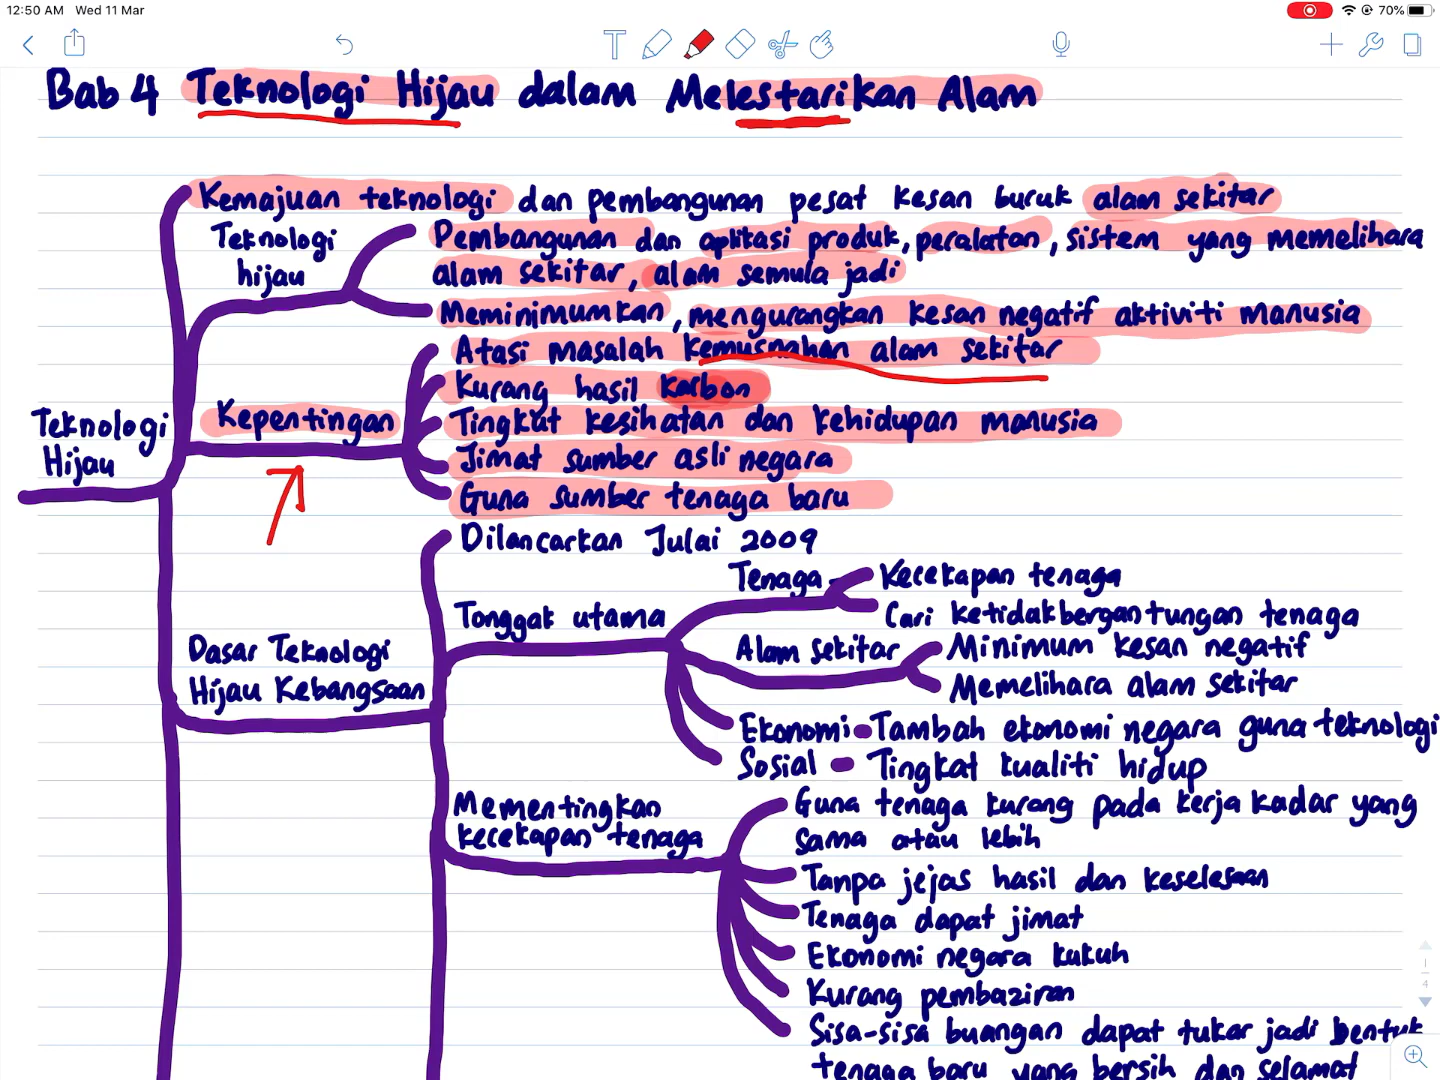 12:50 AM Wed 11 Mar
70%
Bab 4 Teknologi Hijau dalam Melestarikan Alam
Kemajuan teknologi dan pembangunan pesat kesan buruk alam sekitar
Teknologi
hijau
Pembangunan dan aplikasi produk, peralatan, sistem yang memelihara
alam sekitar, alam semula jadi
Meminimumkan, mengurangkan kesan negatif aktiviti manusia
Teknologi
Hijau
Kepentingan
Atasi masalah kemusnahan alam sekitar
Kurang hasil karbon
Tingkat kesihatan dan kehidupan manusia
Jimat sumber asli negara
Guna sumber tenaga baru
Dasar Teknologi
Hijau Kebangsaan
Dilancarkan Julai 2009
Tonggak utama
Tenaga
Kecekapan tenaga
Cari ketidakbergantungan tenaga
Alam sekitar
Minimum kesan negatif
Memelihara alam sekitar
Ekonomi Tambah ekonomi negara guna teknologi
Sosial Tingkat kualiti hidup
Mementingkan
kecekapan tenaga
Guna tenaga kurang pada kerja kadar yang
sama atau lebih
Tanpa jejas hasil dan keselesaan
Tenaga dapat jimat
Ekonomi negara kukuh
Kurang pembaziran
Sisa-sisa buangan dapat tukar jadi bentuk
tenaga baru yang bersih dan selamat
1
4